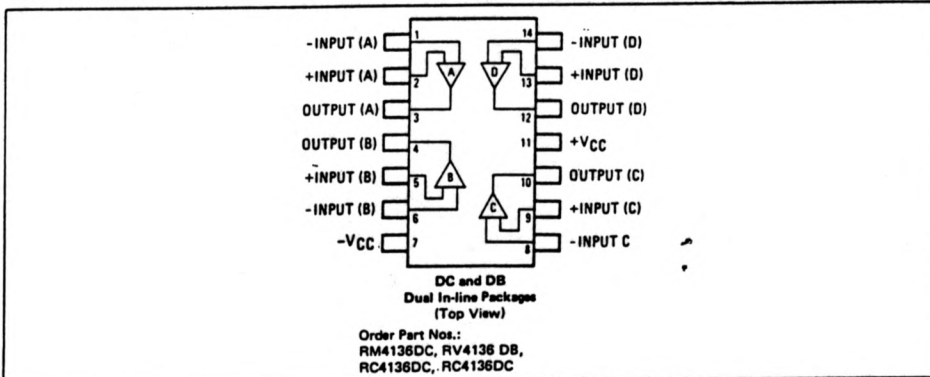 -INPUT (A) 1 14 -INPUT (D)
+INPUT (A) 2 A D 13 +INPUT (D)
OUTPUT (A) 3 12 OUTPUT (D)
OUTPUT (B) 4 11 +VCC
+INPUT (B) 5 B 10 OUTPUT (C)
-INPUT (B) 6 C 9 +INPUT (C)
-VCC 7 8 -INPUT C
DC and DB
Dual In-line Packages
(Top View)
Order Part Nos.:
RM4136DC, RV4136 DB,
RC4136DC, RC4136DC